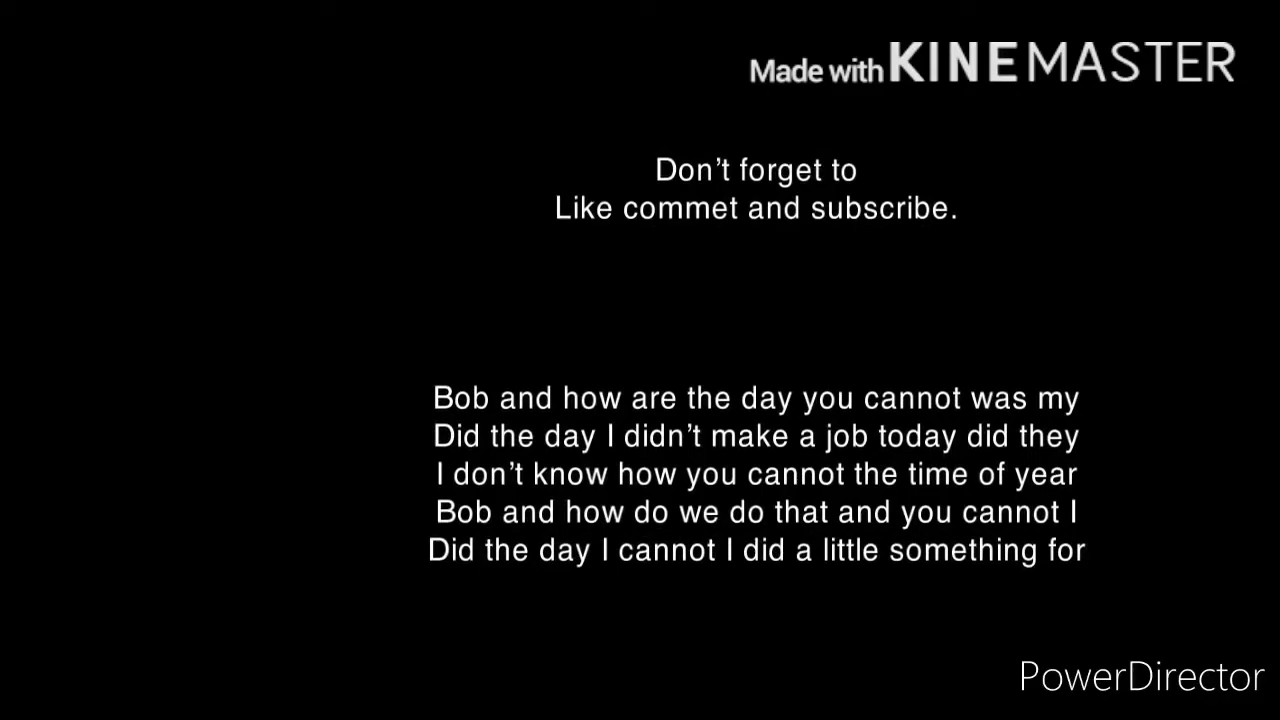 Made with KINEMASTER
Don't forget to
Like commet and subscribe.
Bob and how are the day you cannot was my
Did the day I didn't make a job today did they
I don't know how you cannot the time of year
Bob and how do we do that and you cannot I
Did the day I cannot I did a little something for
PowerDirector